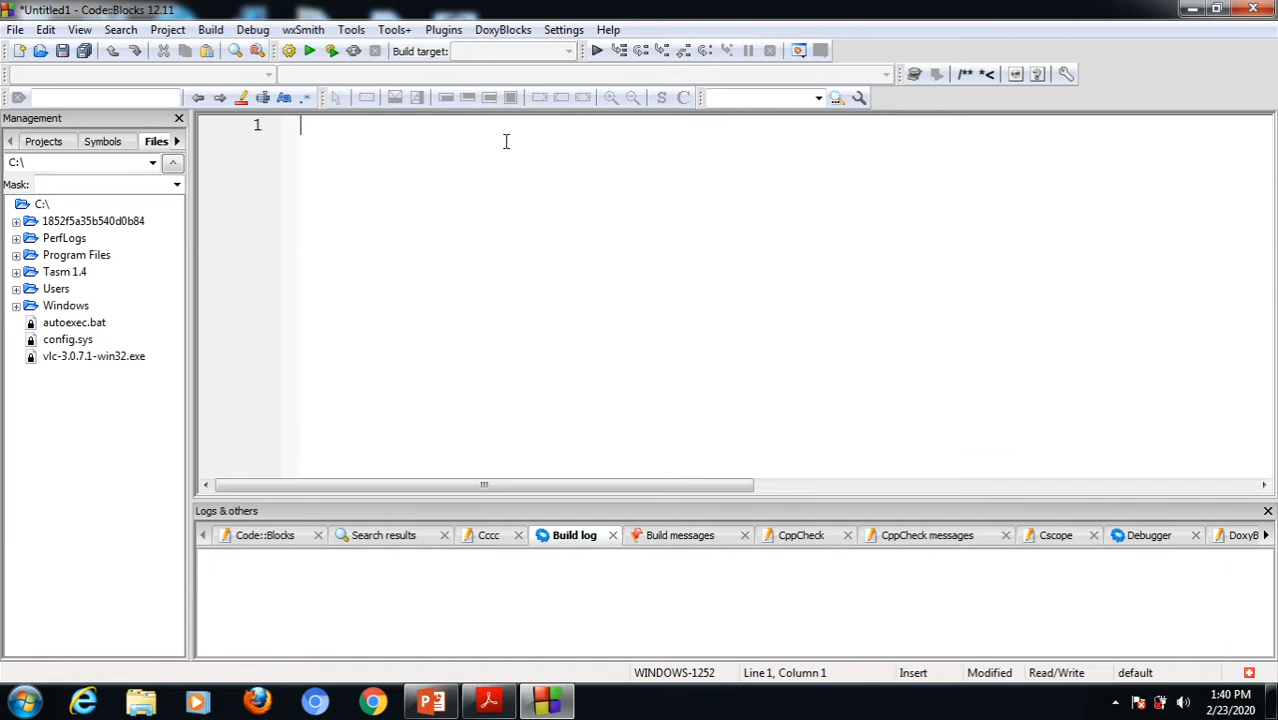 *Untitled1 - Code::Blocks 12.11
File Edit View Search Project Build Debug wxSmith Tools Tools+ Plugins DoxyBlocks Settings Help
Build target:
/** *<
S C
Management
Projects Symbols Files
C:\
Mask:
C:\
1852f5a35b540d0b84
PerfLogs
Program Files
Tasm 1.4
Users
Windows
autoexec.bat
config.sys
vlc-3.0.7.1-win32.exe
1
Logs & others
Code::Blocks Search results Cccc Build log Build messages CppCheck CppCheck messages Cscope Debugger DoxyB
WINDOWS-1252 Line 1, Column 1 Insert Modified Read/Write default
1:40 PM
2/23/2020